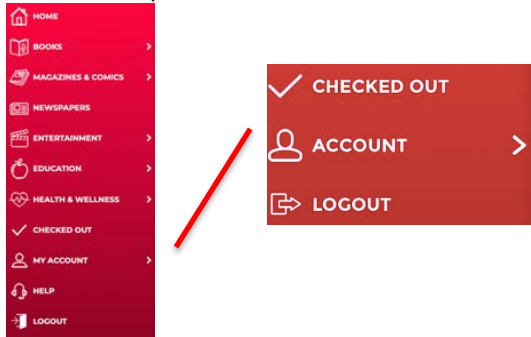 HOME
BOOKS
MAGAZINES & COMICS
NEWSPAPERS
ENTERTAINMENT
EDUCATION
HEALTH & WELLNESS
CHECKED OUT
MY ACCOUNT
HELP
LOGOUT
CHECKED OUT
ACCOUNT
LOGOUT